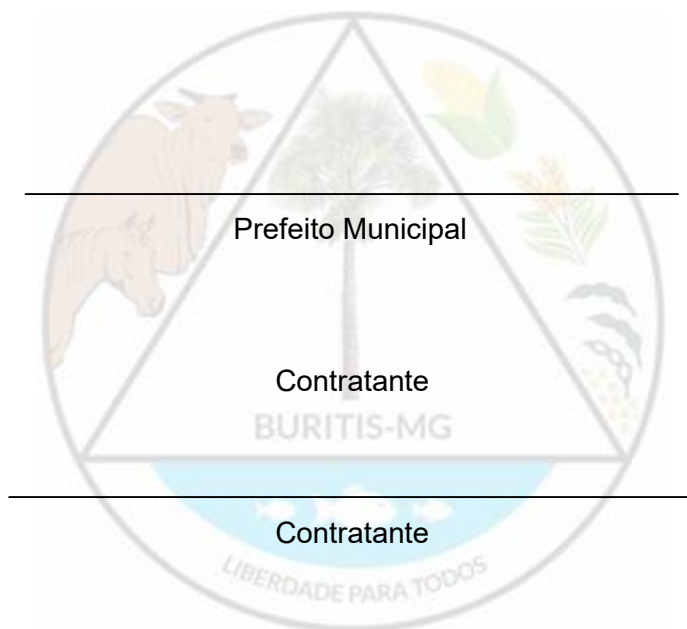 Prefeito Municipal
Contratante
BURITIS-MG
Contratante
LIBERDADE PARA TODOS